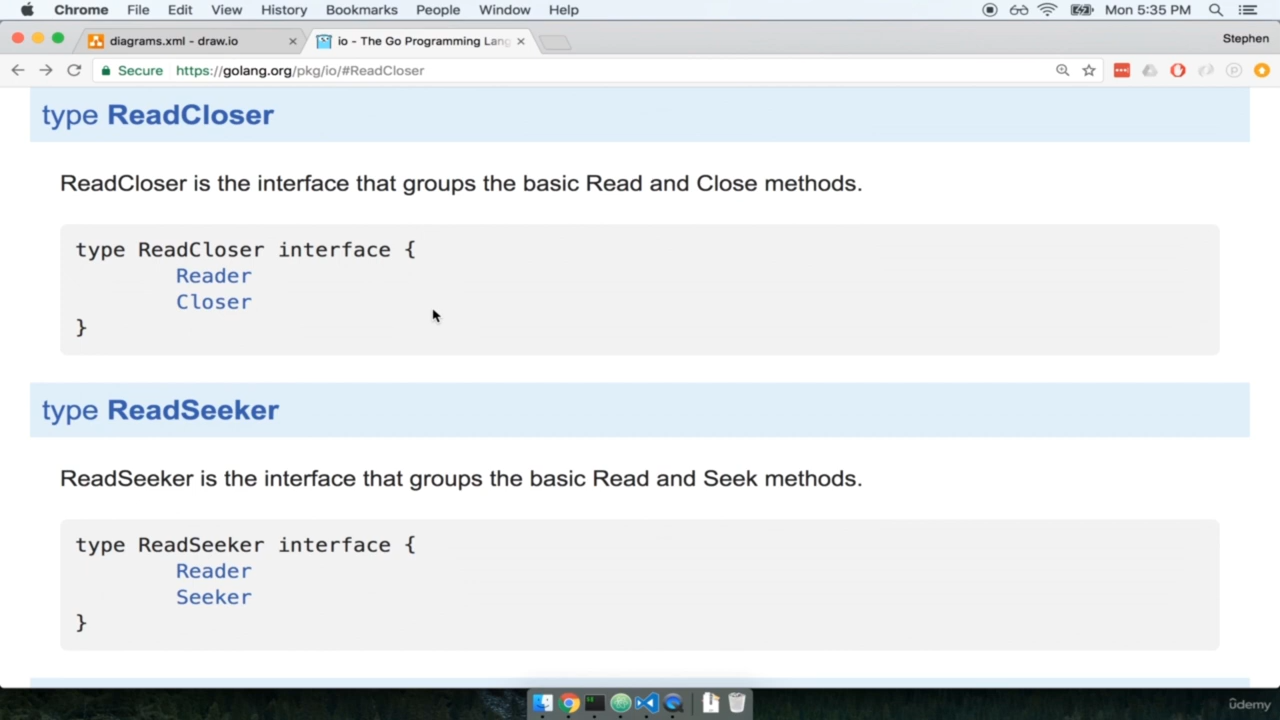 Chrome File Edit View History Bookmarks People Window Help Mon 5:35 PM
diagrams.xml - draw.io × io - The Go Programming Lang × Stephen
Secure https://golang.org/pkg/io/#ReadCloser
type ReadCloser
ReadCloser is the interface that groups the basic Read and Close methods.
type ReadCloser interface {
Reader
Closer
}
type ReadSeeker
ReadSeeker is the interface that groups the basic Read and Seek methods.
type ReadSeeker interface {
Reader
Seeker
}
ûdemy